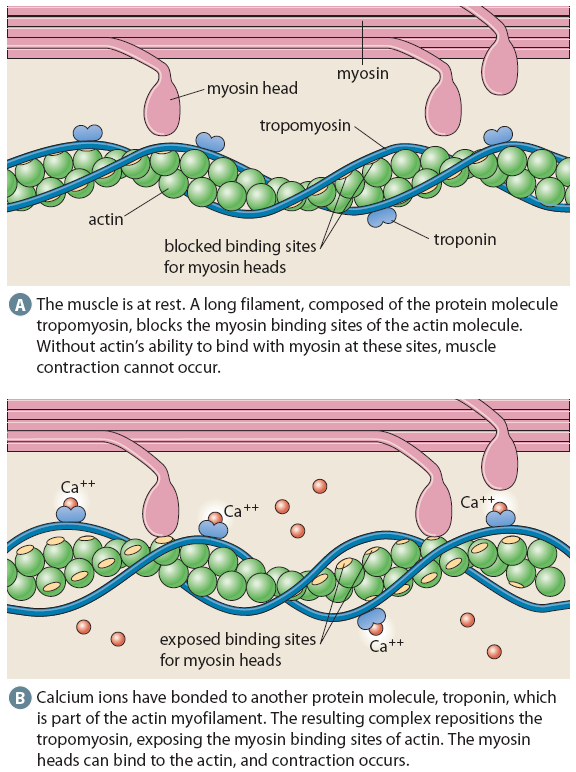 myosin
myosin head
tropomyosin
actin
blocked binding sites
for myosin heads
troponin
A The muscle is at rest. A long filament, composed of the protein molecule
tropomyosin, blocks the myosin binding sites of the actin molecule.
Without actin’s ability to bind with myosin at these sites, muscle
contraction cannot occur.
Ca++
Ca++
Ca++
exposed binding sites
for myosin heads
Ca++
B Calcium ions have bonded to another protein molecule, troponin, which
is part of the actin myofilament. The resulting complex repositions the
tropomyosin, exposing the myosin binding sites of actin. The myosin
heads can bind to the actin, and contraction occurs.